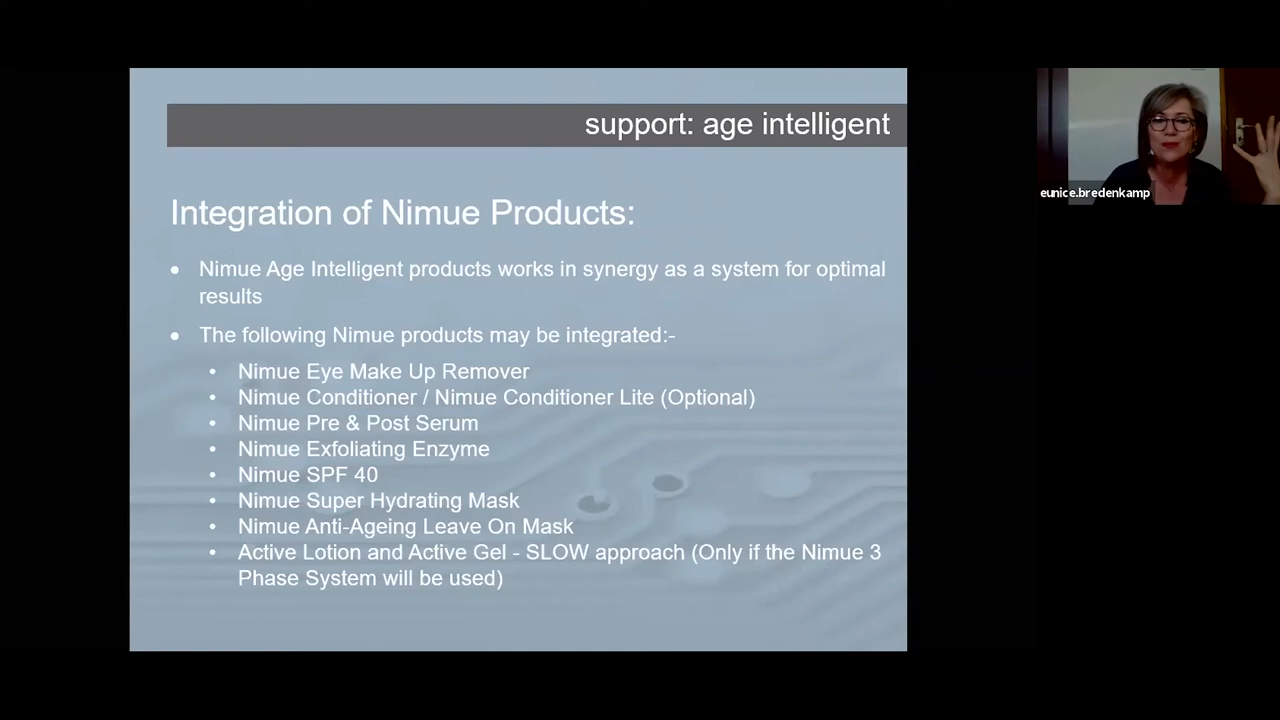 support: age intelligent
Integration of Nimue Products:
• Nimue Age Intelligent products works in synergy as a system for optimal
results
• The following Nimue products may be integrated:-
• Nimue Eye Make Up Remover
• Nimue Conditioner / Nimue Conditioner Lite (Optional)
• Nimue Pre & Post Serum
• Nimue Exfoliating Enzyme
• Nimue SPF 40
• Nimue Super Hydrating Mask
• Nimue Anti-Ageing Leave On Mask
• Active Lotion and Active Gel - SLOW approach (Only if the Nimue 3
Phase System will be used)
eunice.bredenkamp